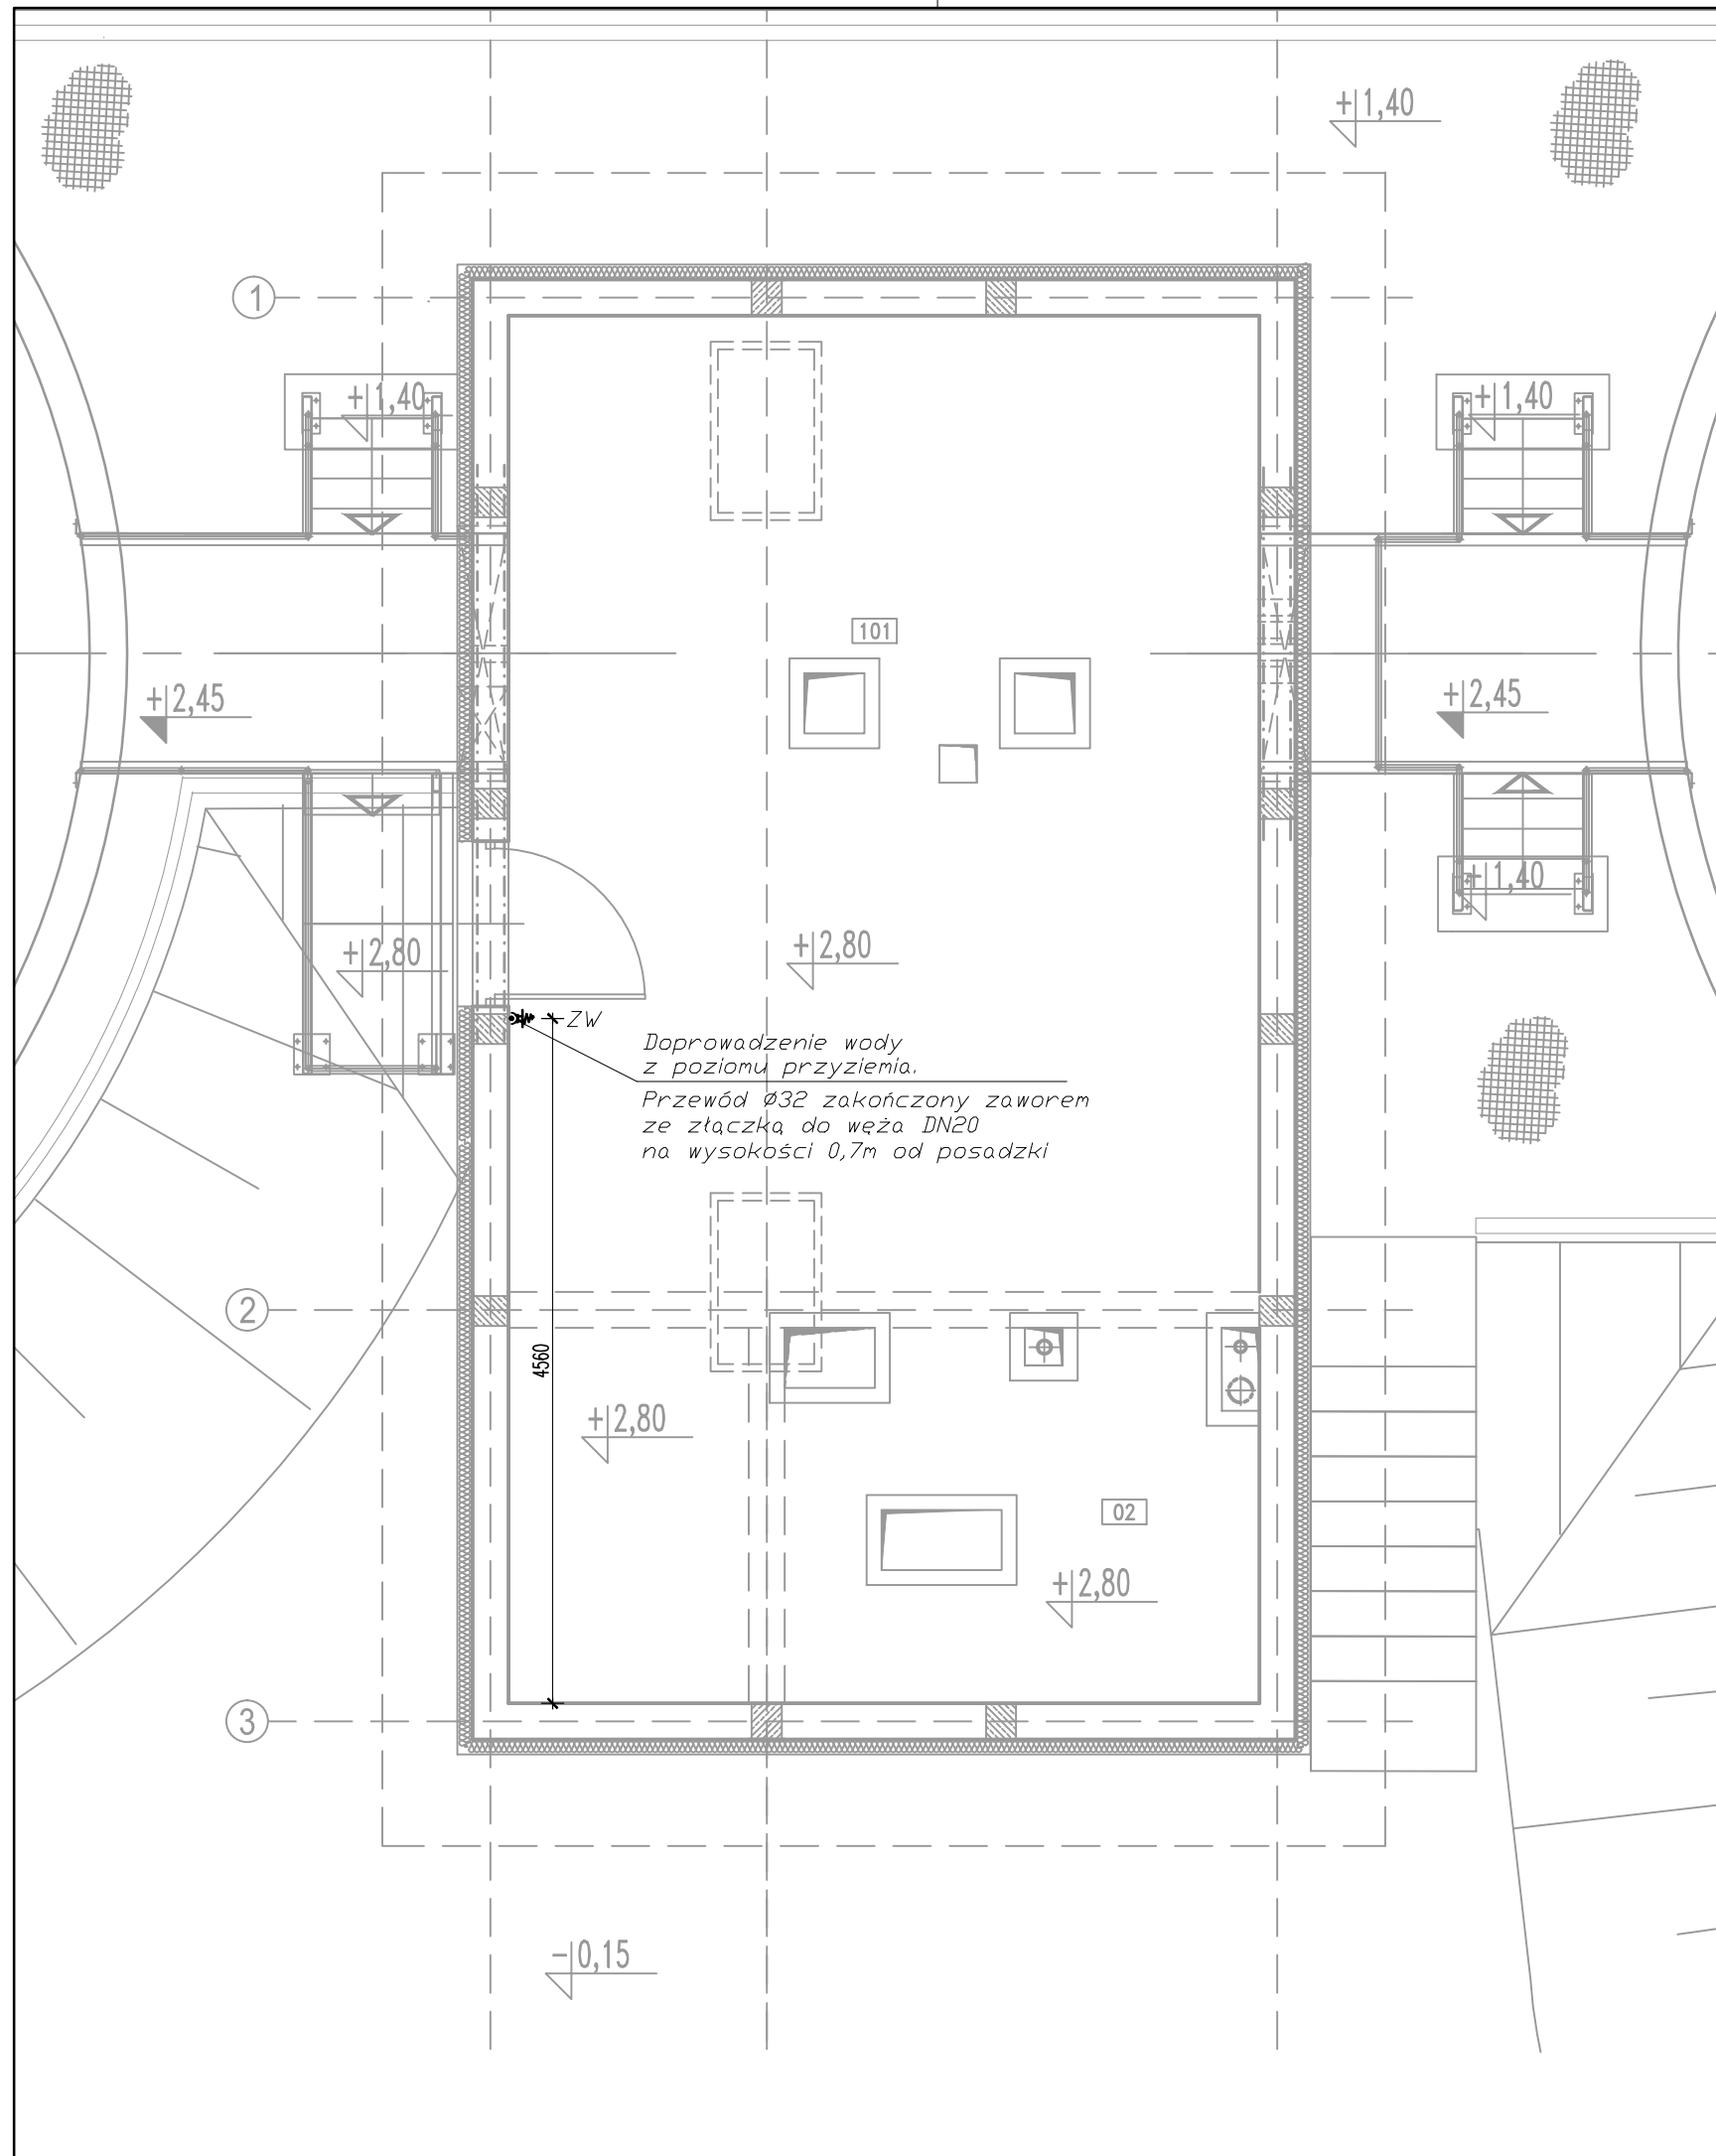 +1,40
1
+1,40
+1,40
101
+2,45
+2,45
+1,40
+2,80
+2,80
ZW
Doprowadzenie wody
z poziomu przyziemia.
Przewód Ø32 zakończony zaworem
ze złączką do węża DN20
na wysokości 0,7m od posadzki
2
4560
+2,80
02
+2,80
3
-0,15